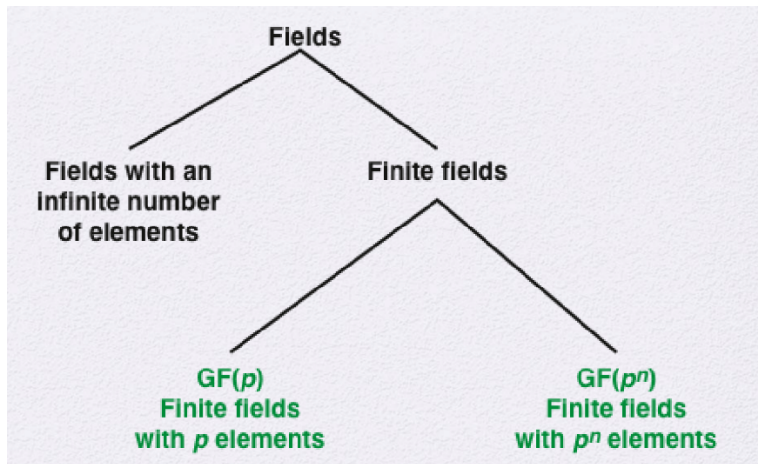 Fields
Fields with an
infinite number
of elements
Finite fields
GF(p)
Finite fields
with p elements
GF(pⁿ)
Finite fields
with pⁿ elements